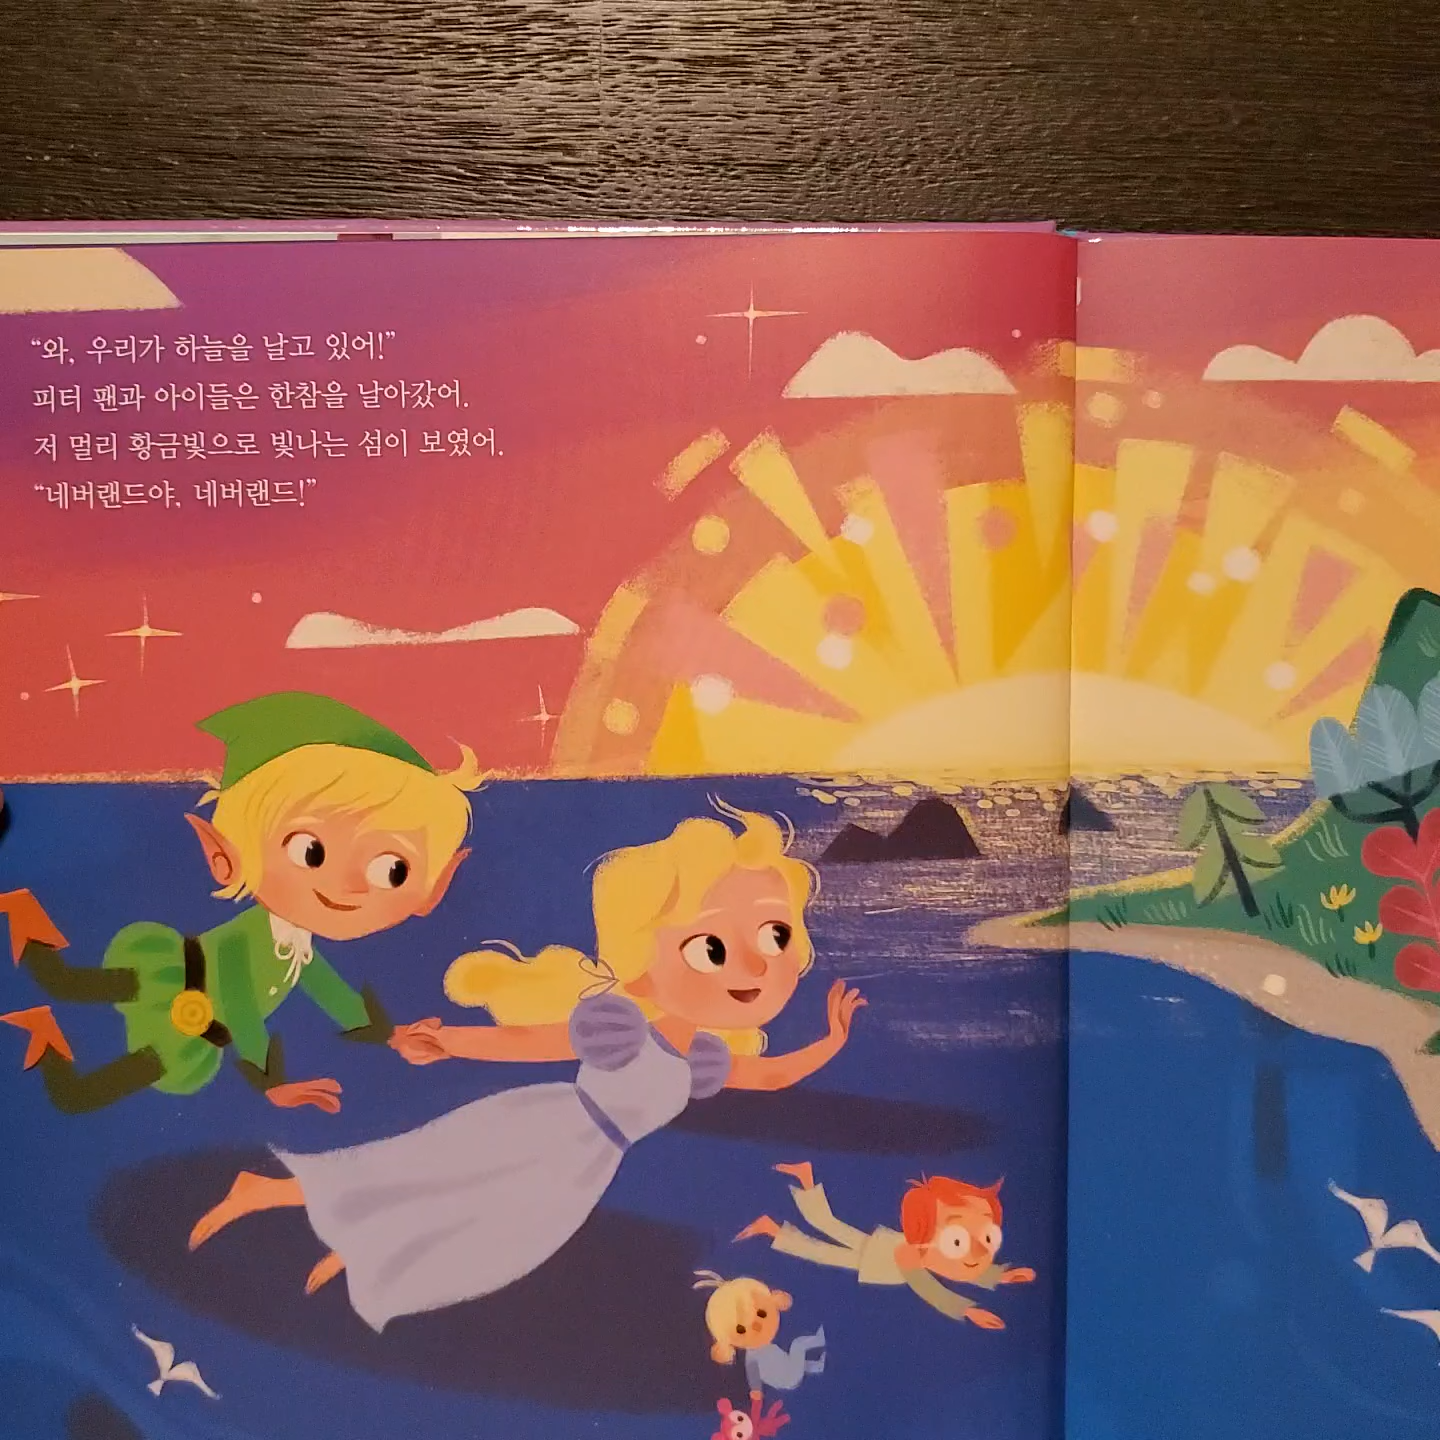 “와, 우리가 하늘을 날고 있어!”
피터 팬과 아이들은 한참을 날아갔어.
저 멀리 황금빛으로 빛나는 섬이 보였어.
“네버랜드야, 네버랜드!”